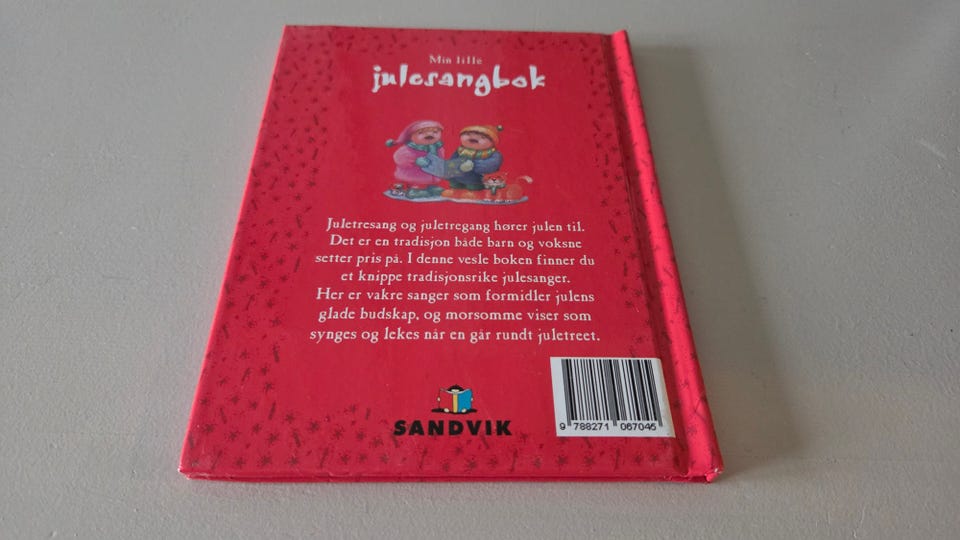 Min lille
julesangbok
Juletresang og juletregang hører julen til.
Det er en tradisjon både barn og voksne
setter pris på. I denne vesle boken finner du
et knippe tradisjonsrike julesanger.
Her er vakre sanger som formidler julens
glade budskap, og morsomme viser som
synges og lekes når en går rundt juletreet.
SANDVIK
9 788271 067045